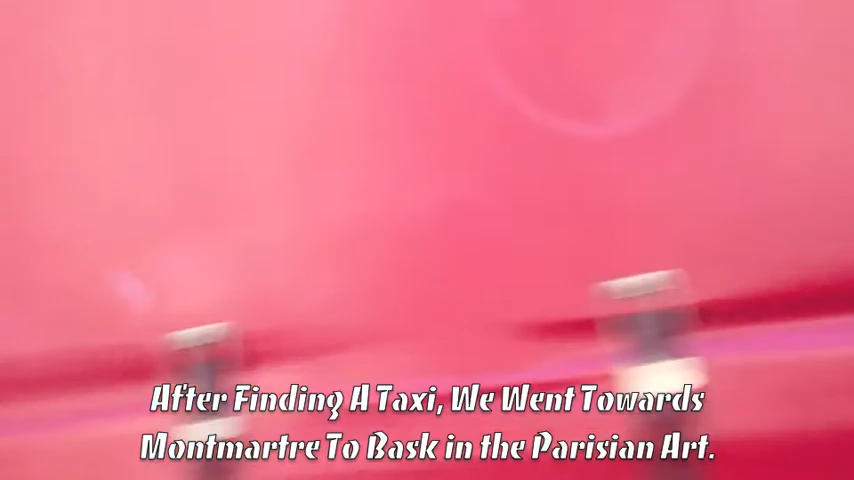 After Finding A Taxi, We Went Towards
Montmartre To Bask in the Parisian Art.